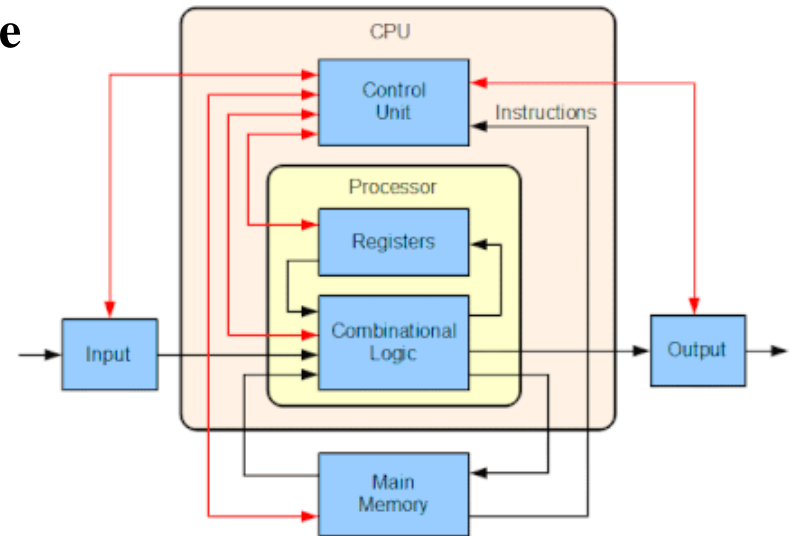 e
CPU
Control
Unit
Instructions
Processor
Registers
Combinational
Logic
Input
Output
Main
Memory